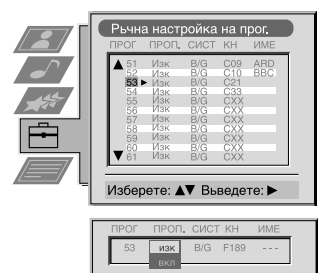 Ръчна настройка на прог.
ПРОГ ПРОП. СИСТ КН ИМЕ
▲ 51 Изк B/G C09 ARD
52 Изк B/G C10 BBC
53 ► Изк B/G C21
54 Изк B/G C33
55 Изк B/G CXX
56 Изк B/G CXX
57 Изк B/G CXX
58 Изк B/G CXX
59 Изк B/G CXX
60 Изк B/G CXX
▼ 61 Изк B/G CXX
Изберете: ▲▼ Въведете: ►
ПРОГ ПРОП. СИСТ КН ИМЕ
53 изк B/G F189 - - -
вкл